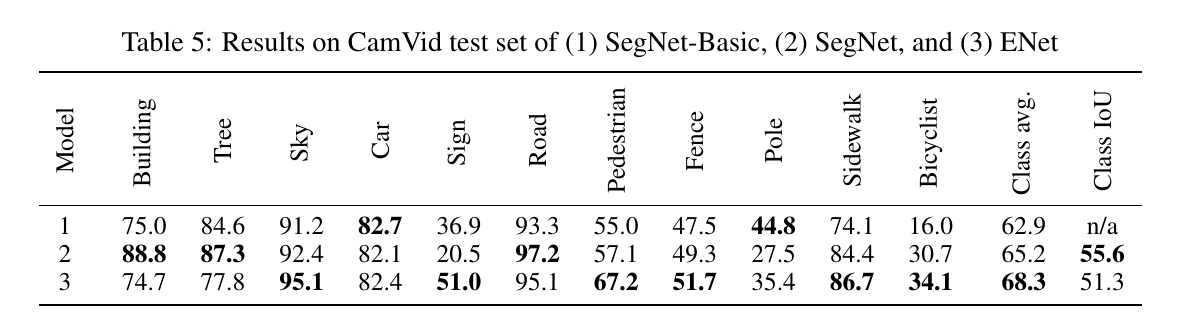 Table 5: Results on CamVid test set of (1) SegNet-Basic, (2) SegNet, and (3) ENet
Model Building Tree Sky Car Sign Road Pedestrian Fence Pole Sidewalk Bicyclist Class avg. Class IoU
1 75.0 84.6 91.2 82.7 36.9 93.3 55.0 47.5 44.8 74.1 16.0 62.9 n/a
2 88.8 87.3 92.4 82.1 20.5 97.2 57.1 49.3 27.5 84.4 30.7 65.2 55.6
3 74.7 77.8 95.1 82.4 51.0 95.1 67.2 51.7 35.4 86.7 34.1 68.3 51.3